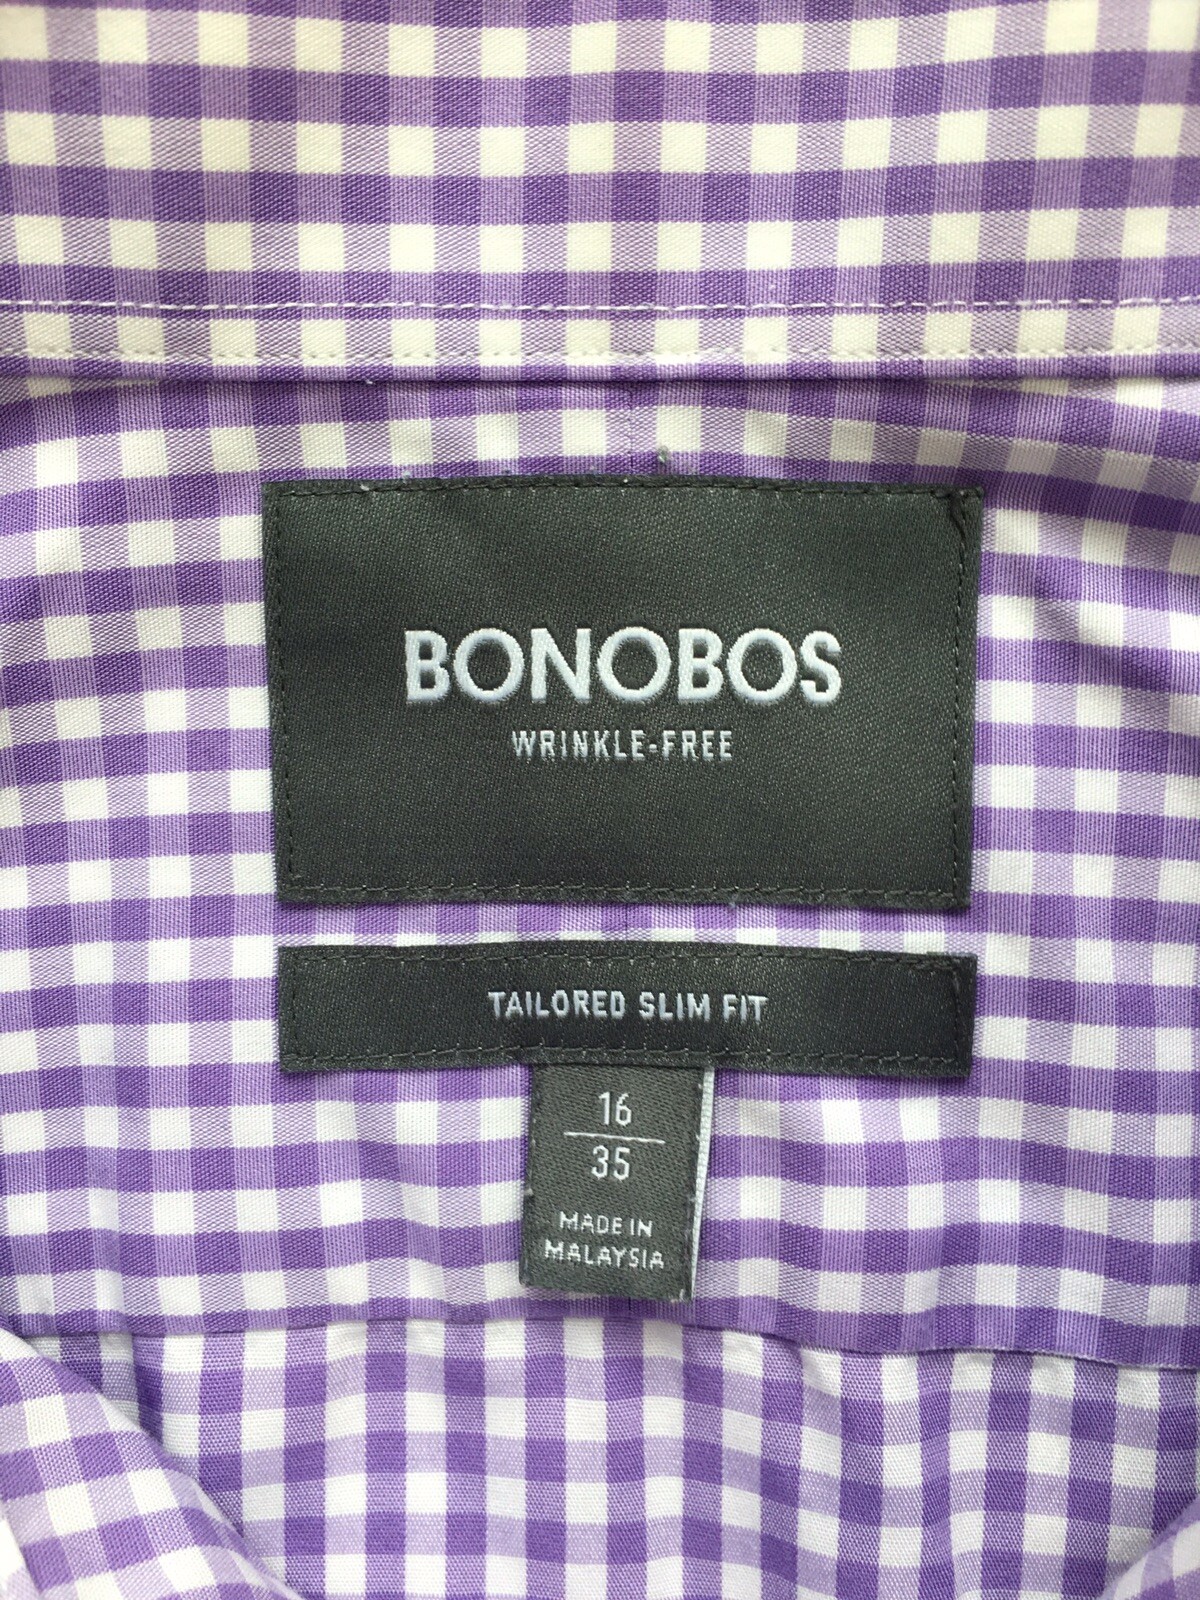 BONOBOS
WRINKLE-FREE
TAILORED SLIM FIT
16
35
MADE IN
MALAYSIA